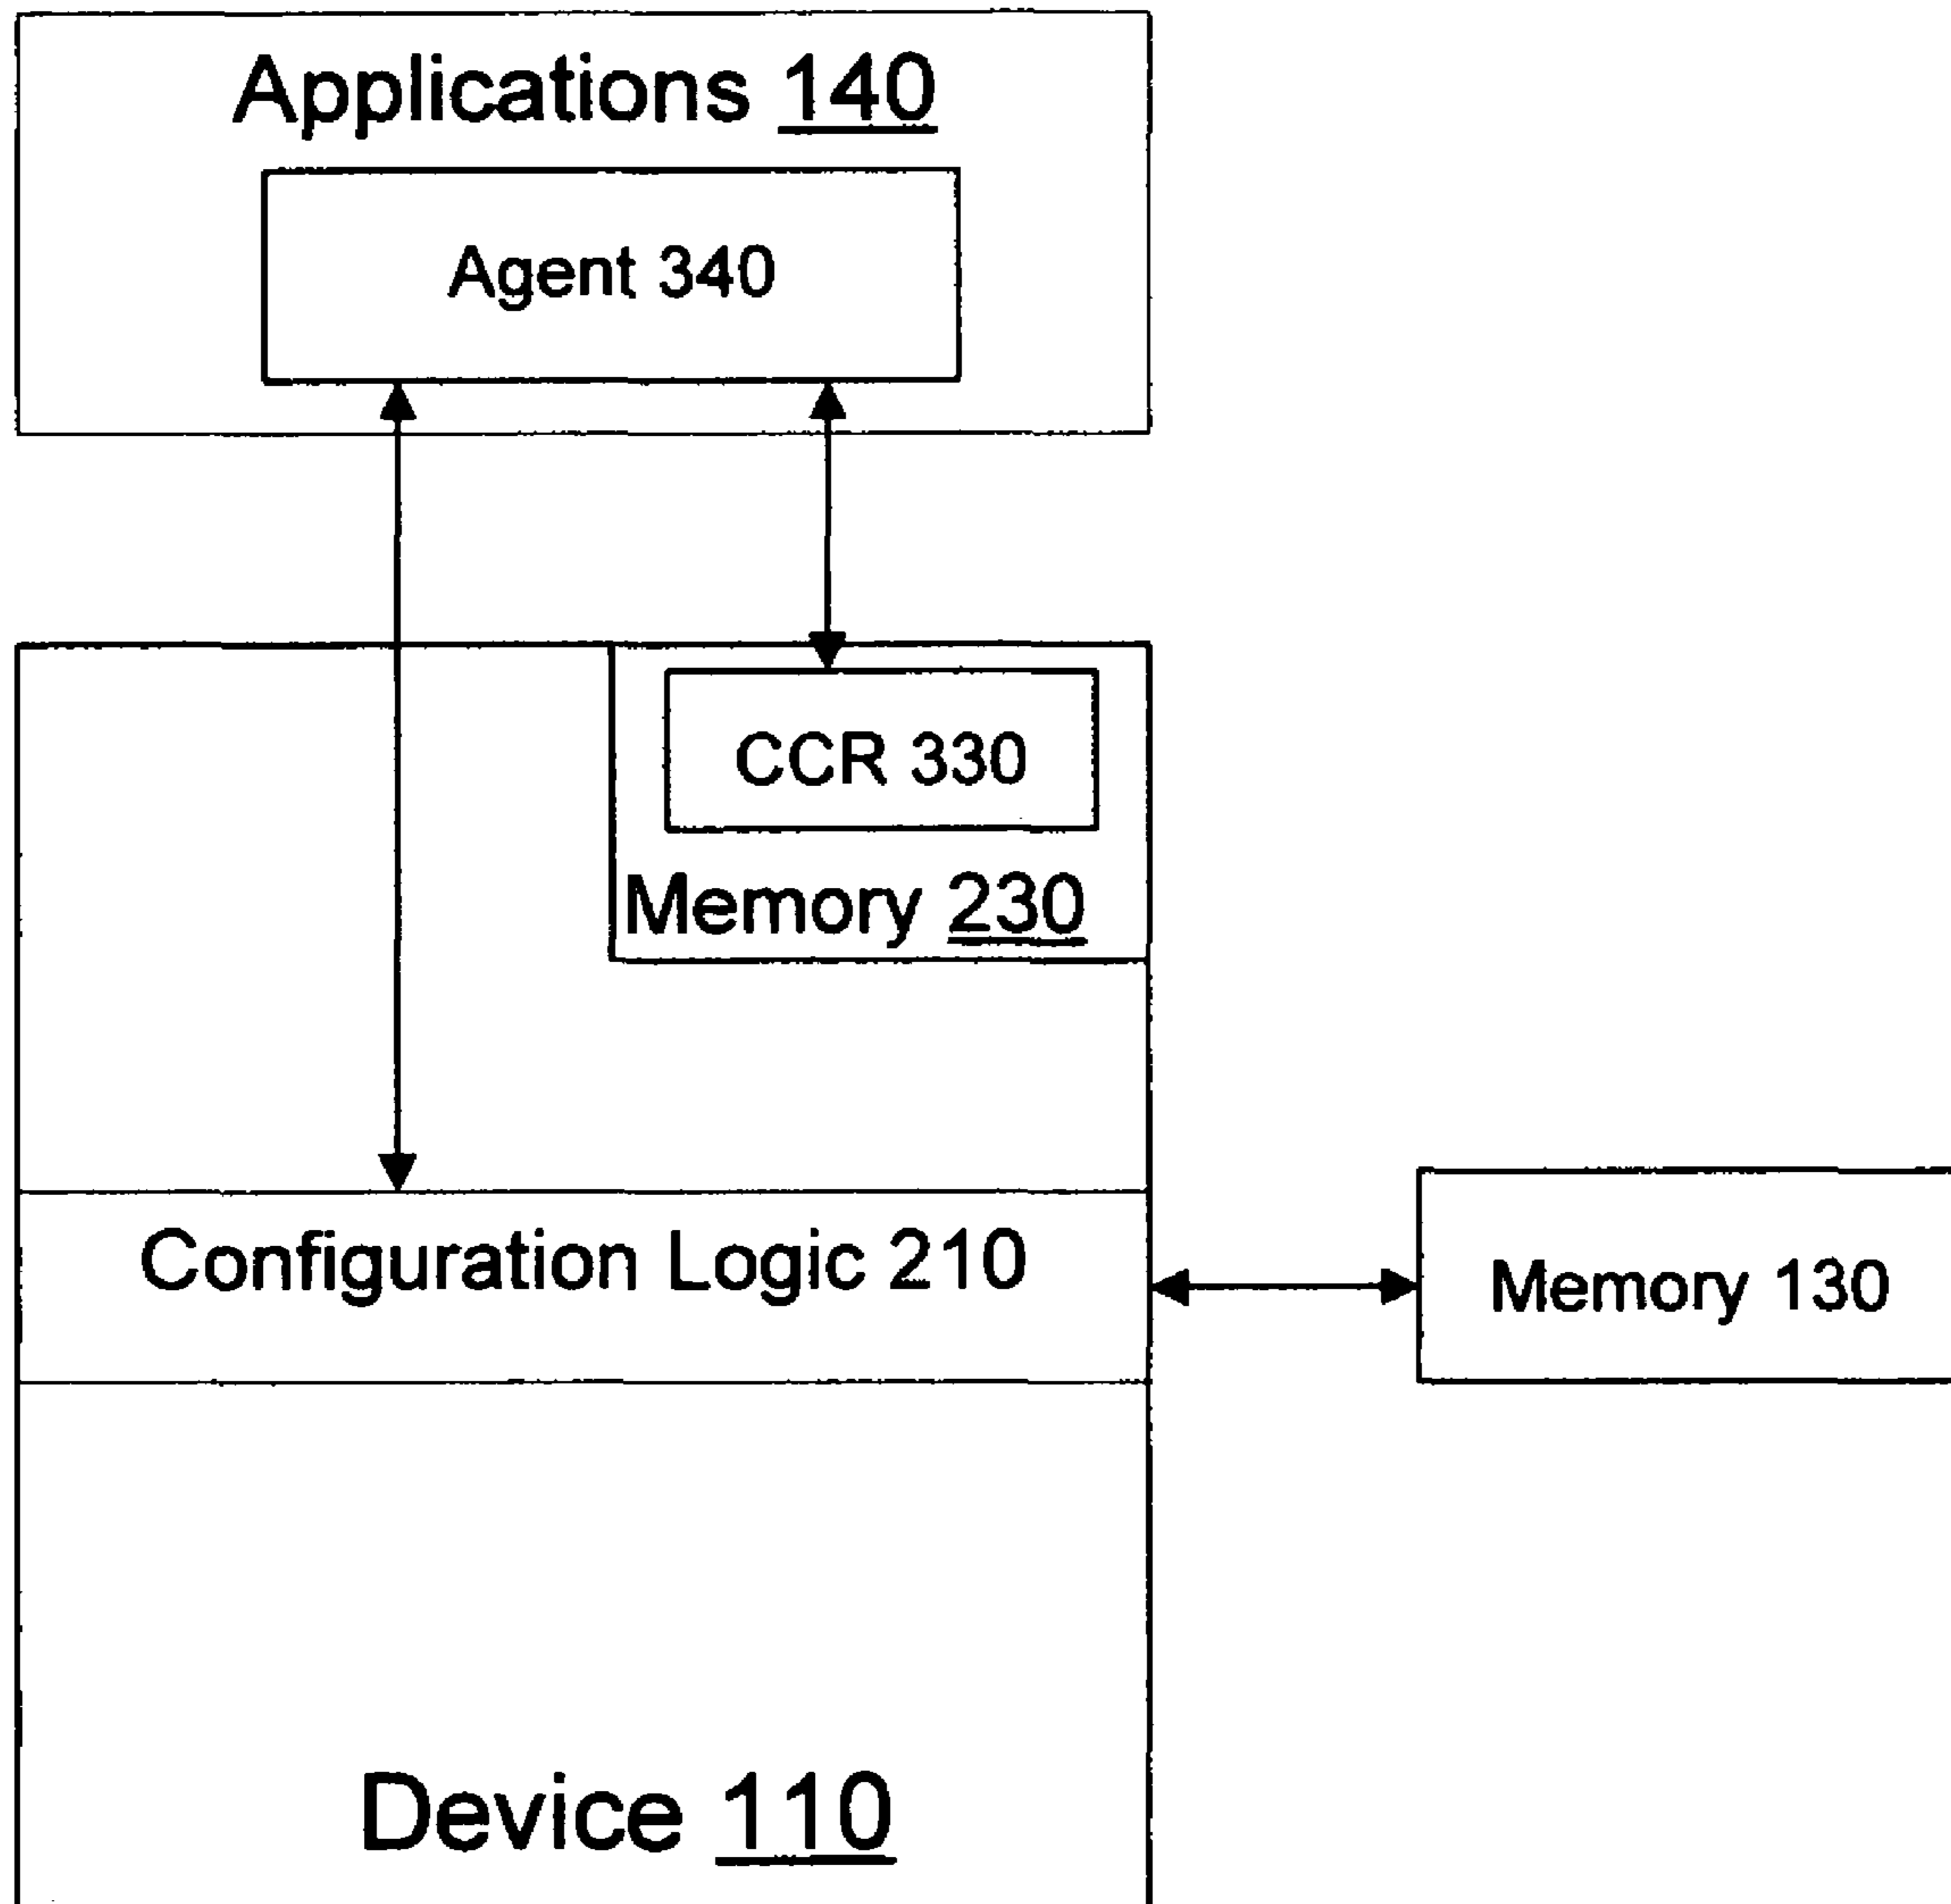 Applications 140
Agent 340
CCR 330
Memory 230
Configuration Logic 210
Memory 130
Device 110